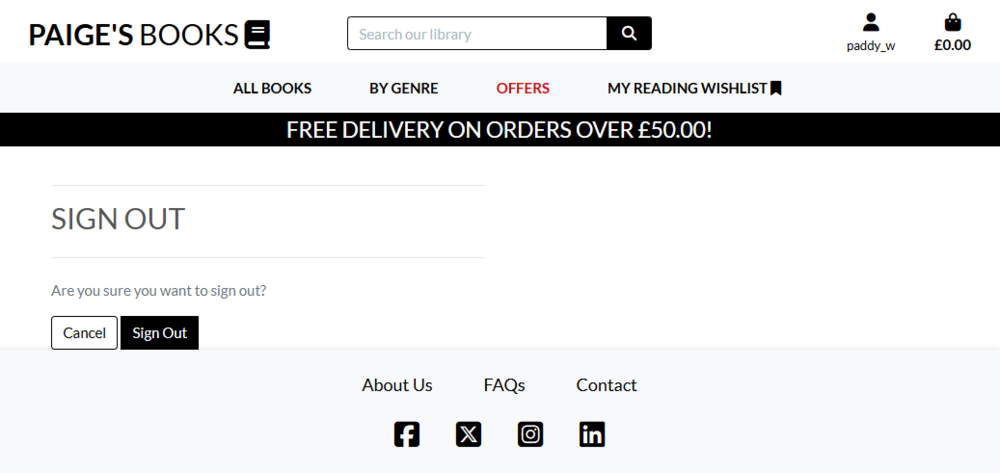 PAIGE'S BOOKS
Search our library
paddy_w
£0.00
ALL BOOKS BY GENRE OFFERS MY READING WISHLIST
FREE DELIVERY ON ORDERS OVER £50.00!
SIGN OUT
Are you sure you want to sign out?
Cancel Sign Out
About Us FAQs Contact